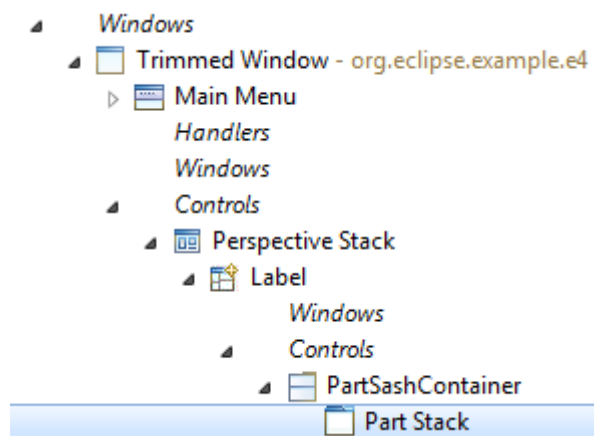 Windows
Trimmed Window - org.eclipse.example.e4
Main Menu
Handlers
Windows
Controls
Perspective Stack
Label
Windows
Controls
PartSashContainer
Part Stack